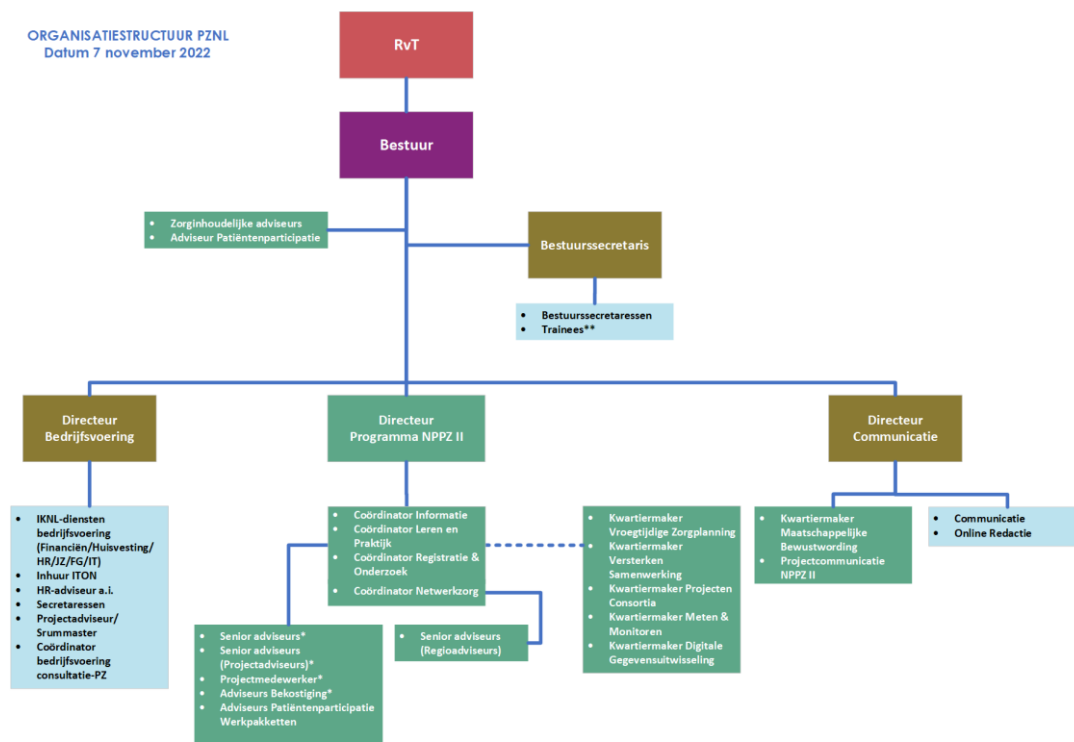 ORGANISATIESTRUCTUUR PZNL
Datum 7 november 2022
RvT
Bestuur
• Zorginhoudelijke adviseurs
• Adviseur Patiëntenparticipatie
Bestuurssecretaris
• Bestuurssecretaressen
• Trainees**
Directeur
Bedrijfsvoering
Directeur
Programma NPPZ II
Directeur
Communicatie
• IKNL-diensten
bedrijfsvoering
(Financiën/Huisvesting/
HR/JZ/FG/IT)
• Inhuur ITON
• HR-adviseur a.i.
• Secretaressen
• Projectadviseur/
Srummaster
• Coördinator
bedrijfsvoering
consultatie-PZ
• Coördinator Informatie
• Coördinator Leren en
Praktijk
• Coördinator Registratie &
Onderzoek
• Coördinator Netwerkzorg
• Kwartiermaker
Vroegtijdige Zorgplanning
• Kwartiermaker
Versterken
Samenwerking
• Kwartiermaker Projecten
Consortia
• Kwartiermaker Meten &
Monitoren
• Kwartiermaker Digitale
Gegevensuitwisseling
• Kwartiermaker
Maatschappelijke
Bewustwording
• Projectcommunicatie
NPPZ II
• Communicatie
• Online Redactie
• Senior adviseurs*
• Senior adviseurs
(Projectadviseurs)*
• Projectmedewerker*
• Adviseurs Bekostiging*
• Adviseurs Patiëntenparticipatie
Werkpakketten
• Senior adviseurs
(Regioadviseurs)